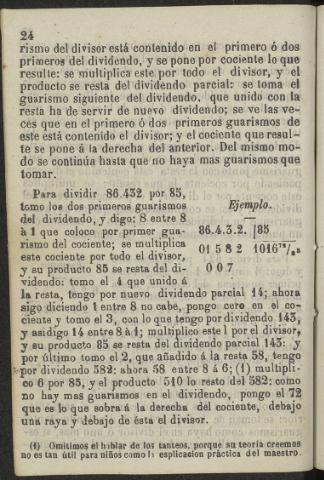 24
rismo del divisor está contenido en el primero ó dos
primeros del dividendo, y se pone por cociente lo que
resulte: se multiplica este por todo el divisor, y el
producto se resta del dividendo parcial: se toma el
guarismo siguiente del dividendo, que unido con la
resta ha de servir de nuevo dividendo; se ve las ve-
ces que en el primero ó dos primeros guarismos de
este está contenido el divisor; y el cociente que resul-
te se pone á la derecha del anterior. Del mismo mo-
do se continúa hasta que no haya mas guarismos que
tomar.
Para dividir 86.432. por 85,
tomo los dos primeros guarismos
del dividendo, y digo: 8 entre 8
á 1 que coloco por primer gua-
rismo del cociente; se multiplica
este cociente por todo el divisor,
y su producto 85 se resta del di-
videndo: tomo el 4 que unido á
Ejemplo.
86.4.3.2. |85
01 5 8 2 1016
0 0 7
la resta, tengo por nuevo dividendo parcial 14; ahora
sigo diciendo 1 entre 8 no cabe, pongo cero en el co-
ciente y tomo el 3, con lo que tengo por dividendo 143,
y asi digo 14 entre 8 á 1; multiplico este 1 por el divisor,
y su producto 85 se resta del dividendo parcial 143: y
por último tomo el 2, que añadido á la resta 58, tengo
por dividendo 582: ahora 58 entre 8 á 6; (1) multipli-
co 6 por 85, y el producto 510 lo resto del 582: como
no hay mas guarismos en el dividendo, pongo el 72
que es lo que sobra á la derecha del cociente, debajo
una raya y debajo de ésta el divisor.
(1) Omitimos el hablar de los tanteos, porque su teoría creemos
no es tan útil para niños como la esplicacion práctica del maestro.